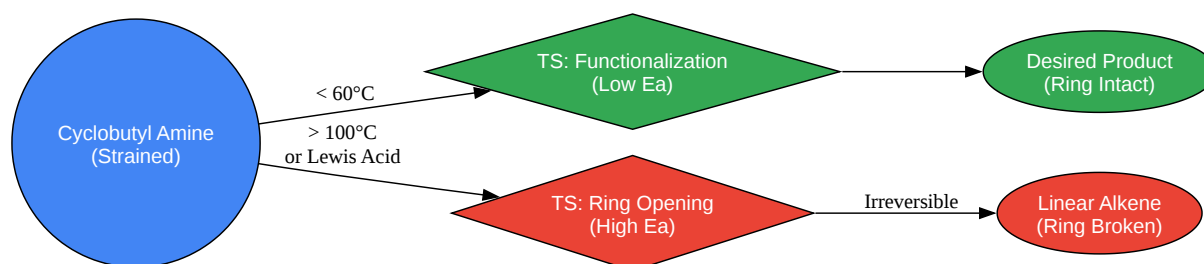 Cyclobutyl Amine
(Strained)
< 60°C
> 100°C
or Lewis Acid
TS: Functionalization
(Low Ea)
Desired Product
(Ring Intact)
TS: Ring Opening
(High Ea)
Irreversible
Linear Alkene
(Ring Broken)